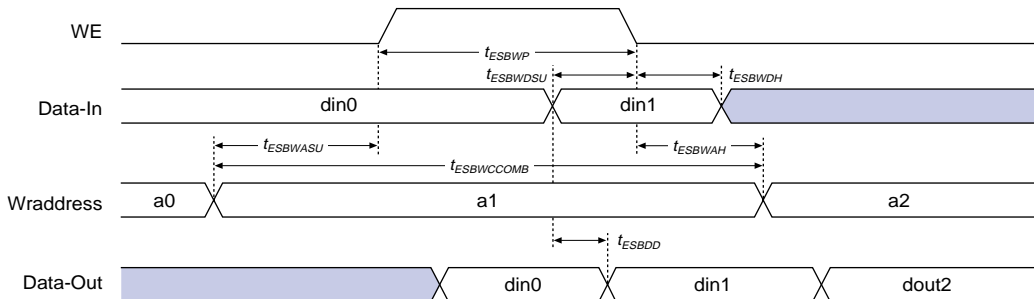 WE
tESBWP
tESBWDSU
tESBWDH
Data-In din0 din1
tESBWASU
tESBWAH
tESBWCCOMB
Wraddress a0 a1 a2
tESBDD
Data-Out din0 din1 dout2